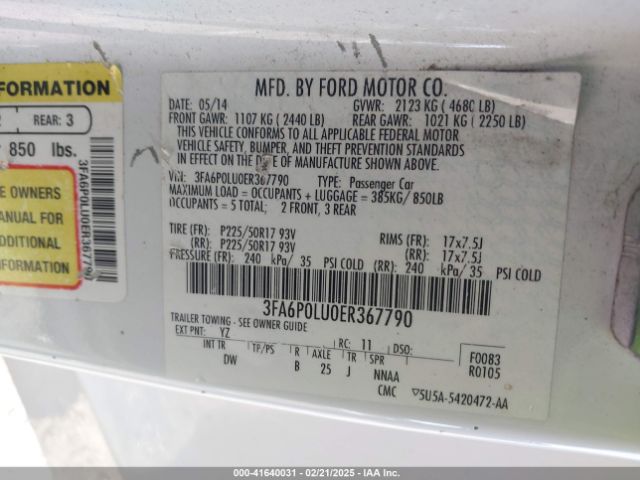 FORMATION
REAR: 3
850 lbs.
E OWNERS
ANUAL FOR
ADDITIONAL
INFORMATION
3FA6P0LU0ER367790
MFD. BY FORD MOTOR CO.
DATE: 05/14 GVWR: 2123 KG ( 4680 LB)
FRONT GAWR: 1107 KG ( 2440 LB) REAR GAWR: 1021 KG ( 2250 LB)
THIS VEHICLE CONFORMS TO ALL APPLICABLE FEDERAL MOTOR
VEHICLE SAFETY, BUMPER, AND THEFT PREVENTION STANDARDS
IN EFFECT ON THE D TE OF MANUFACTURE SHOWN ABOVE.
VIN: 3FA6P0LU0ER367790 TYPE: Passenger Car
MAXIMUM LOAD = OCCUPANTS + LUGGAGE = 385KG/ 850LB
OCCUPANTS = 5 TOTAL; 2 FRONT, 3 REAR
TIRE (FR): P225/50R17 93V RIMS (FR): 17x7.5J
(RR): P225/50R17 93V (RR): 17x7.5J
PRESSURE (FR): 240 kPa/ 35 PSI COLD (RR): 240 kPa/ 35 PSI COLD
3FA6P0LU0ER367790
TRAILER TOWING - SEE OWNER GUIDE
EXT PNT: YZ RC: 11 DSO: F0083
INT TR TP/PS R AXLE TR SPR R0105
DW B 25 J NNAA
CMC ▽5U5A-5420472-AA
000-41640031 - 02/21/2025 - IAAI.com